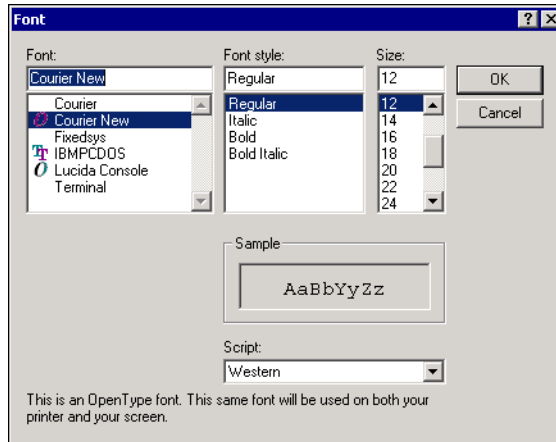 Font
Font:
Courier New
Courier
Courier New
Fixedsys
IBMPCDOS
Lucida Console
Terminal
Font style:
Regular
Regular
Italic
Bold
Bold Italic
Size:
12
12
14
16
18
20
22
24
OK
Cancel
Sample
AaBbYyZz
Script:
Western
This is an OpenType font. This same font will be used on both your
printer and your screen.